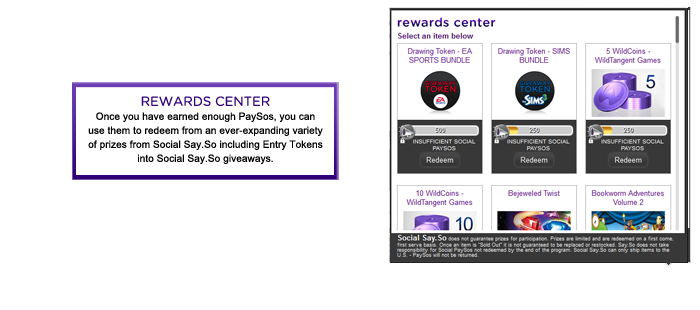 REWARDS CENTER
Once you have earned enough PaySos, you can
use them to redeem from an ever-expanding variety
of prizes from Social Say.So including Entry Tokens
into Social Say.So giveaways.
rewards center
Select an item below
Drawing Token - EA
SPORTS BUNDLE
TOKEN
EA
500
INSUFFICIENT SOCIAL
PAYSOS
Redeem
Drawing Token - SIMS
BUNDLE
TOKEN
SIMS
250
INSUFFICIENT SOCIAL
PAYSOS
Redeem
5 WildCoins -
WildTangent Games
5
250
INSUFFICIENT SOCIAL
PAYSOS
Redeem
10 WildCoins -
WildTangent Games
10
Bejeweled Twist
Bookworm Adventures
Volume 2
Social Say.So does not guarantee prizes for participation. Prizes are limited and are redeemed on a first come,
first serve basis. Once an item is "Sold Out" it is not guaranteed to be replaced or restocked. Say.So does not take
responsibility for Social PaySos not redeemed by the end of the program. Social Say.So can only ship items to the
U.S. - PaySos will not be returned.